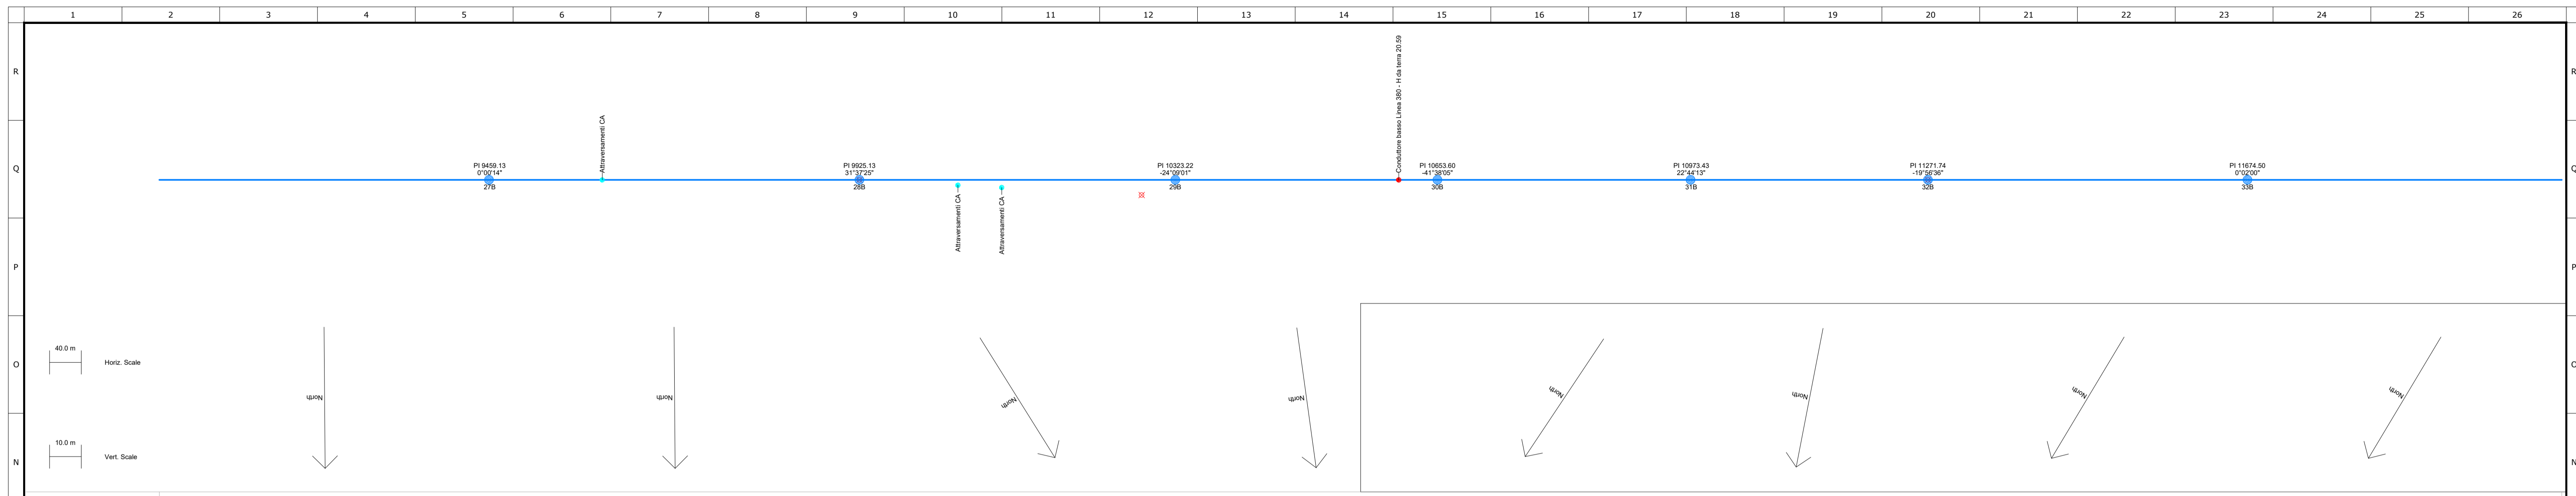 1 2 3 4 5 6 7 8 9 10 11 12 13 14 15 16 17 18 19 20 21 22 23 24 25 26
R
R
Conduttore basso Linea 380 - H da terra 20.59
Attraversamenti CA
Q
Q
PI 9459.13
0°00'14"
27B
PI 9925.13
31°37'25"
28B
PI 10323.22
-24°09'01"
29B
PI 10653.60
-41°38'05"
30B
PI 10973.43
22°44'13"
31B
PI 11271.74
-19°56'36"
32B
PI 11674.50
0°02'00"
33B
Attraversamenti CA
Attraversamenti CA
P
P
40.0 m
Horiz. Scale
O
O
North
North
North
North
North
North
North
North
10.0 m
Vert. Scale
N
N